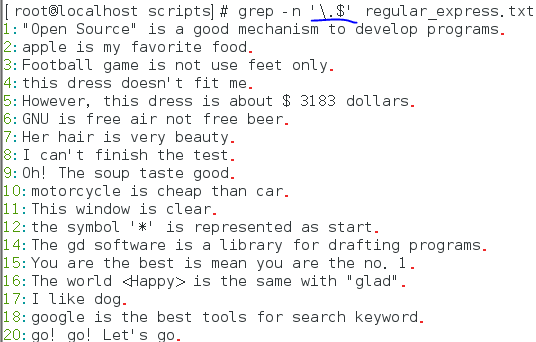 [root@localhost scripts]# grep -n '\.$' regular_express.txt
1:"Open Source" is a good mechanism to develop programs.
2:apple is my favorite food.
3:Football game is not use feet only.
4:this dress doesn't fit me.
5:However, this dress is about $ 3183 dollars.
6:GNU is free air not free beer.
7:Her hair is very beauty.
8:I can't finish the test.
9:Oh! The soup taste good.
10:motorcycle is cheap than car.
11:This window is clear.
12:the symbol '*' is represented as start.
14:The gd software is a library for drafting programs.
15:You are the best is mean you are the no. 1.
16:The world <Happy> is the same with "glad".
17:I like dog.
18:google is the best tools for search keyword.
20:go! go! Let's go.